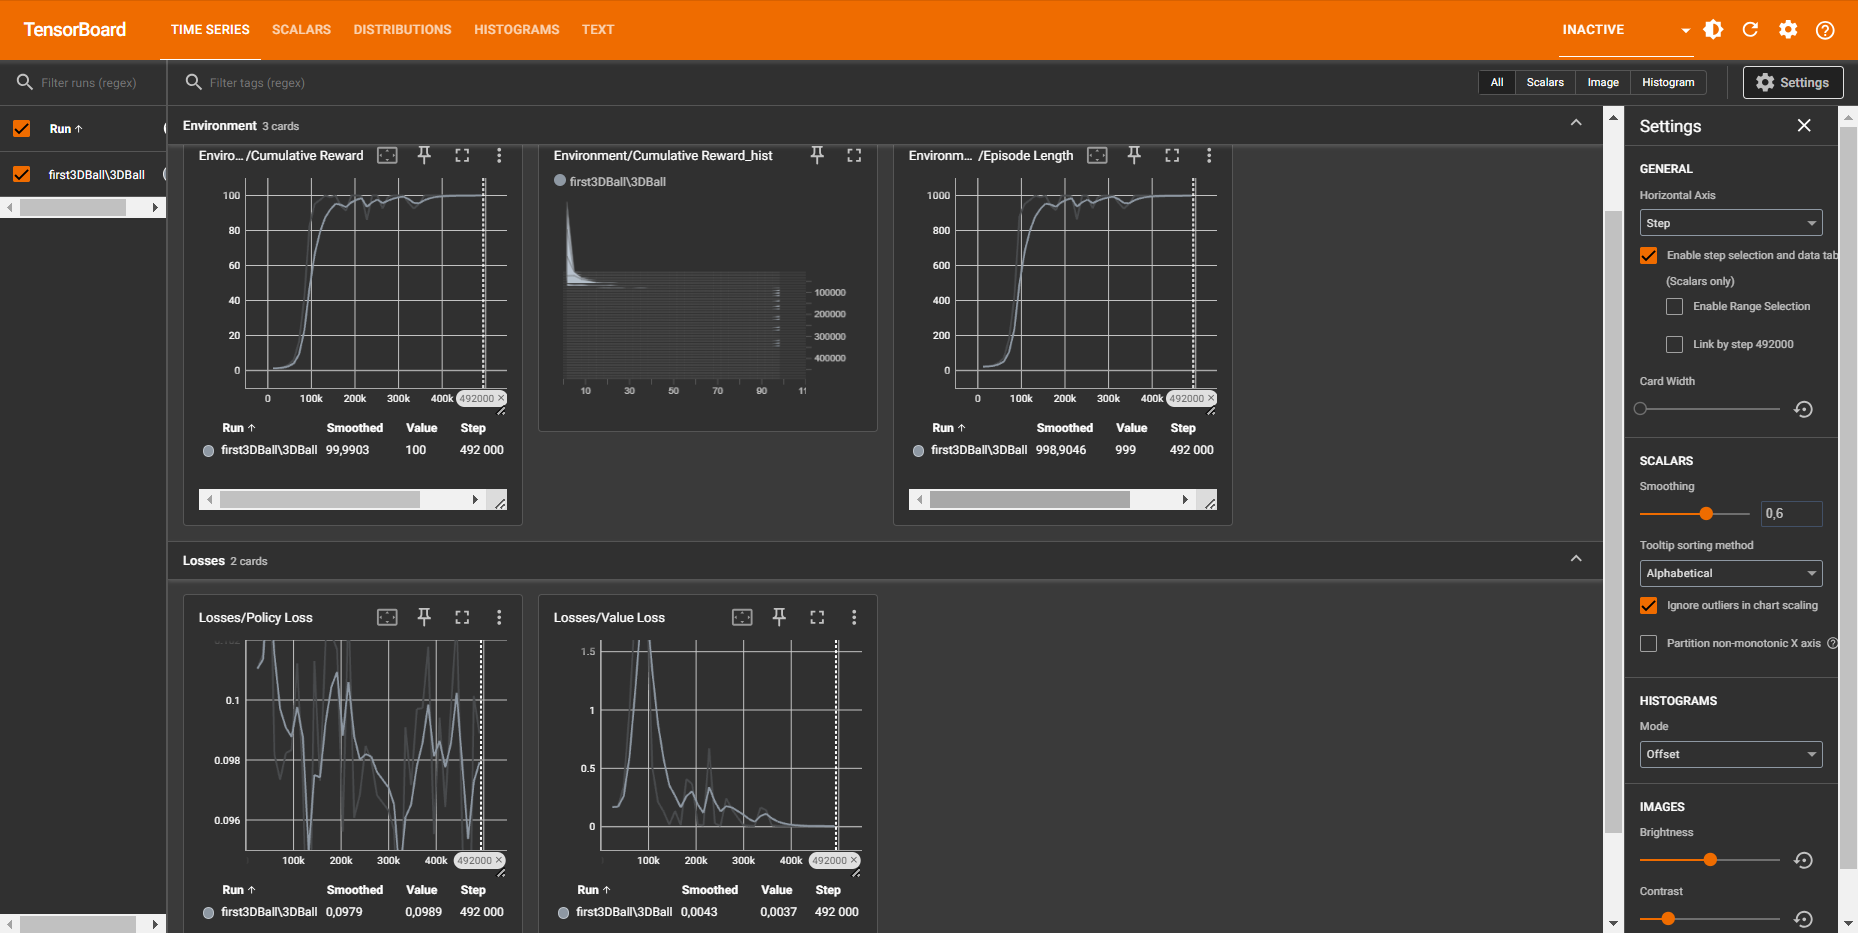 TensorBoard
TIME SERIES SCALARS DISTRIBUTIONS HISTOGRAMS TEXT
INACTIVE
Filter runs (regex)
Filter tags (regex)
All Scalars Image Histogram
Settings
Run ↑
first3DBall\3DBall
Environment 3 cards
Enviro... /Cumulative Reward
100
80
60
40
20
0
0 100k 200k 300k 400k 492000 ×
Run ↑ Smoothed Value Step
first3DBall\3DBall 99,9903 100 492 000
Environment/Cumulative Reward_hist
first3DBall\3DBall
100000
200000
300000
400000
10 30 50 70 90 11
Environm... /Episode Length
1000
800
600
400
200
0
0 100k 200k 300k 400k 492000 ×
Run ↑ Smoothed Value Step
first3DBall\3DBall 998,9046 999 492 000
Losses 2 cards
Losses/Policy Loss
0.102
0.1
0.098
0.096
100k 200k 300k 400k 492000 ×
Run ↑ Smoothed Value Step
first3DBall\3DBall 0,0979 0,0989 492 000
Losses/Value Loss
1.5
1
0.5
0
100k 200k 300k 400k 492000 ×
Run ↑ Smoothed Value Step
first3DBall\3DBall 0,0043 0,0037 492 000
Settings
GENERAL
Horizontal Axis
Step
Enable step selection and data tab
(Scalars only)
Enable Range Selection
Link by step 492000
Card Width
SCALARS
Smoothing
0,6
Tooltip sorting method
Alphabetical
Ignore outliers in chart scaling
Partition non-monotonic X axis
HISTOGRAMS
Mode
Offset
IMAGES
Brightness
Contrast